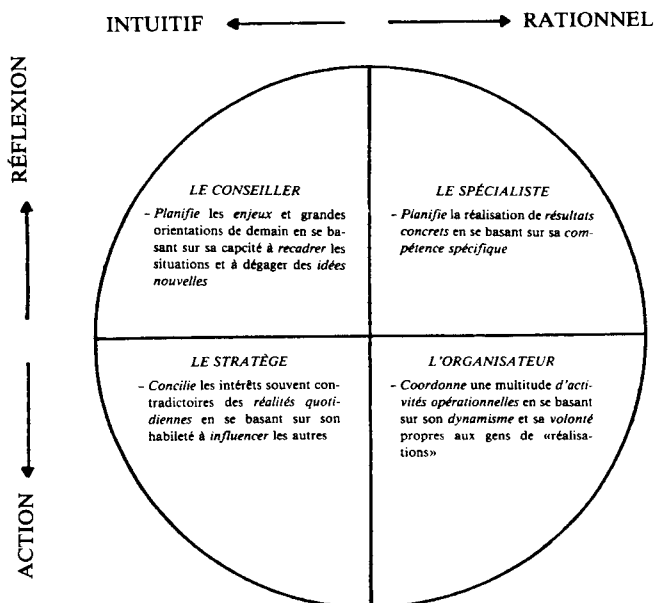 INTUITIF
RATIONNEL
RÉFLEXION
LE CONSEILLER
– Planifie les enjeux et grandes
orientations de demain en se ba-
sant sur sa capcité à recadrer les
situations et à dégager des idées
nouvelles
LE SPÉCIALISTE
– Planifie la réalisation de résultats
concrets en se basant sur sa com-
pétence spécifique
ACTION
LE STRATÈGE
– Concilie les intérêts souvent con-
tradictoires des réalités quoti-
diennes en se basant sur son
habileté à influencer les autres
L'ORGANISATEUR
– Coordonne une multitude d'acti-
vités opérationnelles en se basant
sur son dynamisme et sa volonté
propres aux gens de «réalisa-
tions»